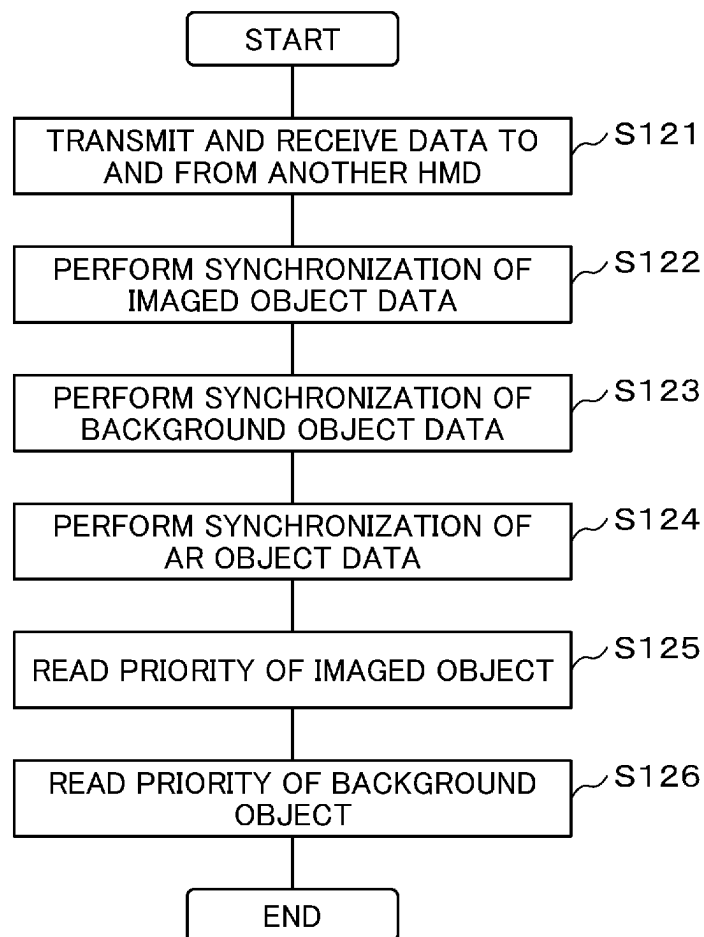 START
TRANSMIT AND RECEIVE DATA TO
AND FROM ANOTHER HMD
S121
PERFORM SYNCHRONIZATION OF
IMAGED OBJECT DATA
S122
PERFORM SYNCHRONIZATION OF
BACKGROUND OBJECT DATA
S123
PERFORM SYNCHRONIZATION OF
AR OBJECT DATA
S124
READ PRIORITY OF IMAGED OBJECT
S125
READ PRIORITY OF BACKGROUND
OBJECT
S126
END